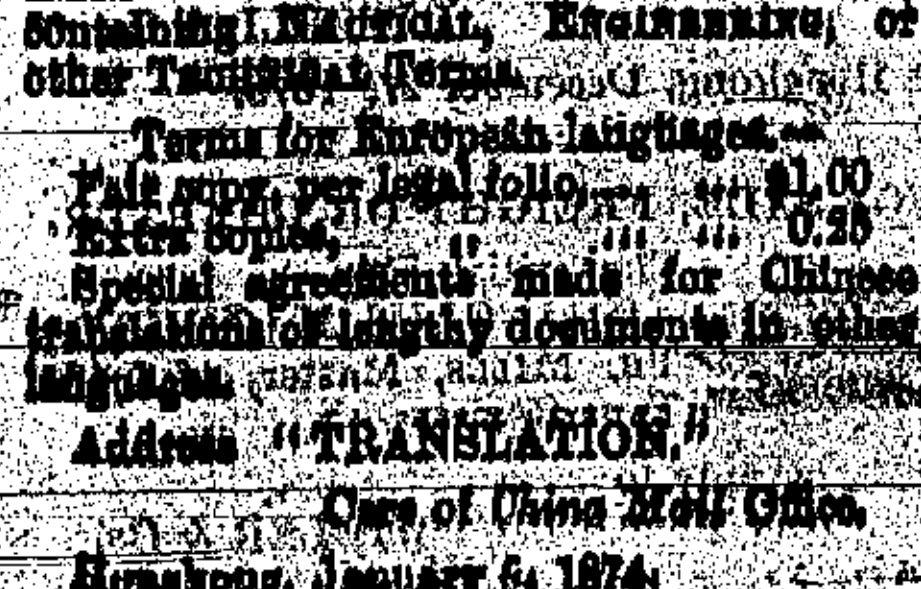 containing NAUTICAL, ENGINEERING, or
other TECHNICAL Terms.
Terms for European languages.—
Fair copy, per legal folio,... ... $1.00
Extra copies, „ ... ... 0.25
Special agreements made for Chinese
translations of lengthy documents in other
languages.
Address "TRANSLATION,"
Care of China Mail Office.
Hongkong, January 6, 1874.